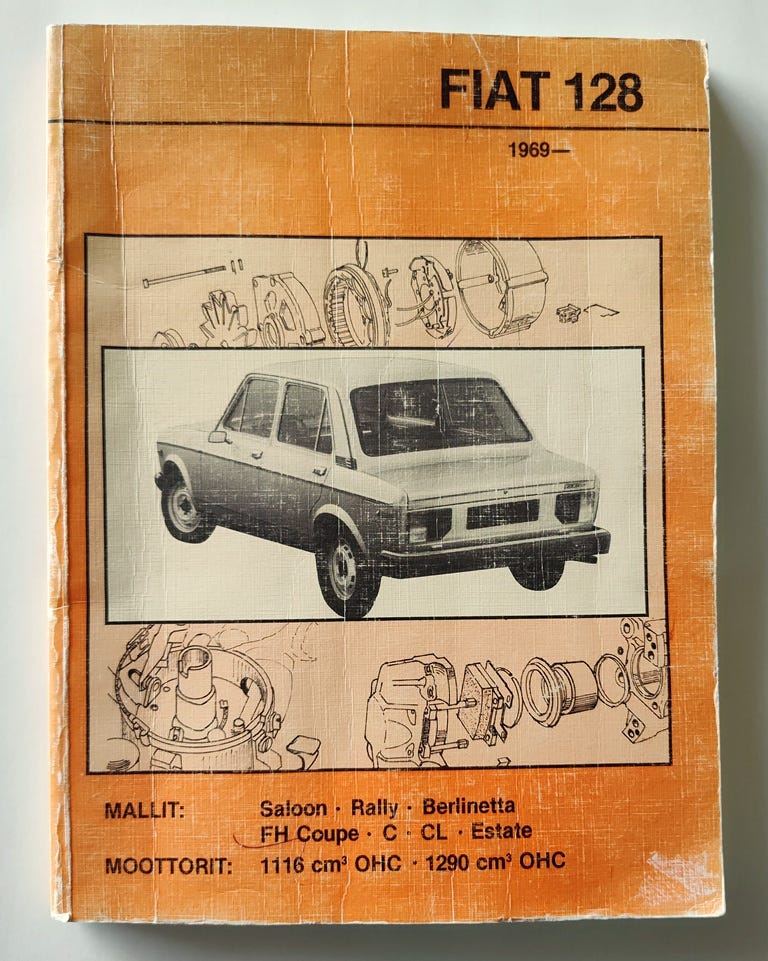 FIAT 128
1969—
MALLIT: Saloon · Rally · Berlinetta
FH Coupe · C · CL · Estate
MOOTTORIT: 1116 cm³ OHC · 1290 cm³ OHC